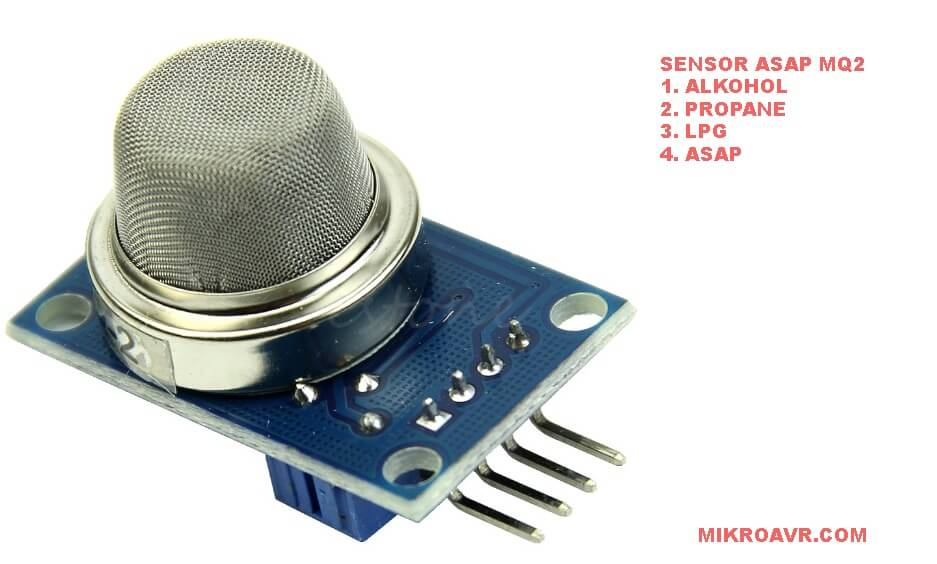 SENSOR ASAP MQ2
1. ALKOHOL
2. PROPANE
3. LPG
4. ASAP
MIKROAVR.COM